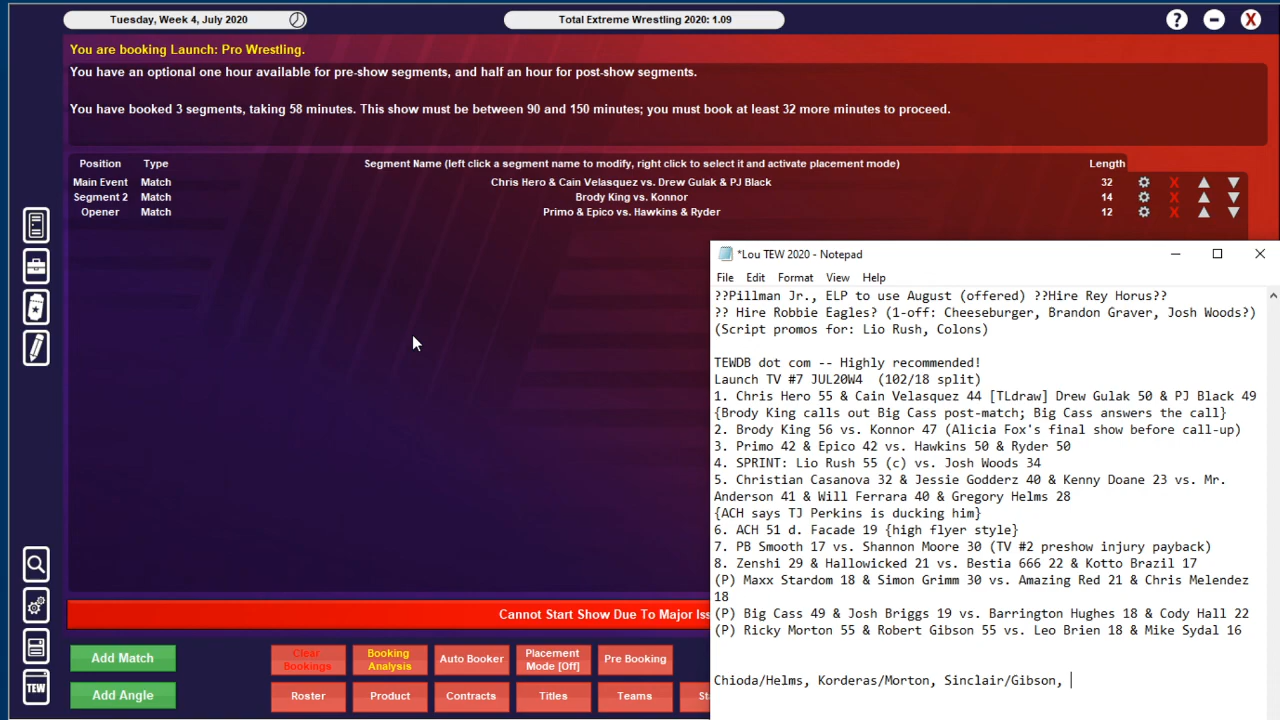 Tuesday, Week 4, July 2020
Total Extreme Wrestling 2020: 1.09
?
X
You are booking Launch: Pro Wrestling.
You have an optional one hour available for pre-show segments, and half an hour for post-show segments.
You have booked 3 segments, taking 58 minutes. This show must be between 90 and 150 minutes; you must book at least 32 more minutes to proceed.
Position Type Segment Name (left click a segment name to modify, right click to select it and activate placement mode) Length
Main Event Match Chris Hero & Cain Velasquez vs. Drew Gulak & PJ Black 32 X
Segment 2 Match Brody King vs. Konnor 14 X
Opener Match Primo & Epico vs. Hawkins & Ryder 12 X
*Lou TEW 2020 - Notepad
File Edit Format View Help
??Pillman Jr., ELP to use August (offered) ??Hire Rey Horus??
?? Hire Robbie Eagles? (1-off: Cheeseburger, Brandon Graver, Josh Woods?)
(Script promos for: Lio Rush, Colons)
TEWDB dot com -- Highly recommended!
Launch TV #7 JUL20W4 (102/18 split)
1. Chris Hero 55 & Cain Velasquez 44 [TLdraw] Drew Gulak 50 & PJ Black 49
{Brody King calls out Big Cass post-match; Big Cass answers the call}
2. Brody King 56 vs. Konnor 47 (Alicia Fox's final show before call-up)
3. Primo 42 & Epico 42 vs. Hawkins 50 & Ryder 50
4. SPRINT: Lio Rush 55 (c) vs. Josh Woods 34
5. Christian Casanova 32 & Jessie Godderz 40 & Kenny Doane 23 vs. Mr.
Anderson 41 & Will Ferrara 40 & Gregory Helms 28
{ACH says TJ Perkins is ducking him}
6. ACH 51 d. Facade 19 {high flyer style}
7. PB Smooth 17 vs. Shannon Moore 30 (TV #2 preshow injury payback)
8. Zenshi 29 & Hallowicked 21 vs. Bestia 666 22 & Kotto Brazil 17
(P) Maxx Stardom 18 & Simon Grimm 30 vs. Amazing Red 21 & Chris Melendez
18
(P) Big Cass 49 & Josh Briggs 19 vs. Barrington Hughes 18 & Cody Hall 22
(P) Ricky Morton 55 & Robert Gibson 55 vs. Leo Brien 18 & Mike Sydal 16
Chioda/Helms, Korderas/Morton, Sinclair/Gibson,
Cannot Start Show Due To Major Iss
Add Match
Clear
Bookings
Booking
Analysis
Auto Booker
Placement
Mode [Off]
Pre Booking
TEW
Add Angle
Roster
Product
Contracts
Titles
Teams
St